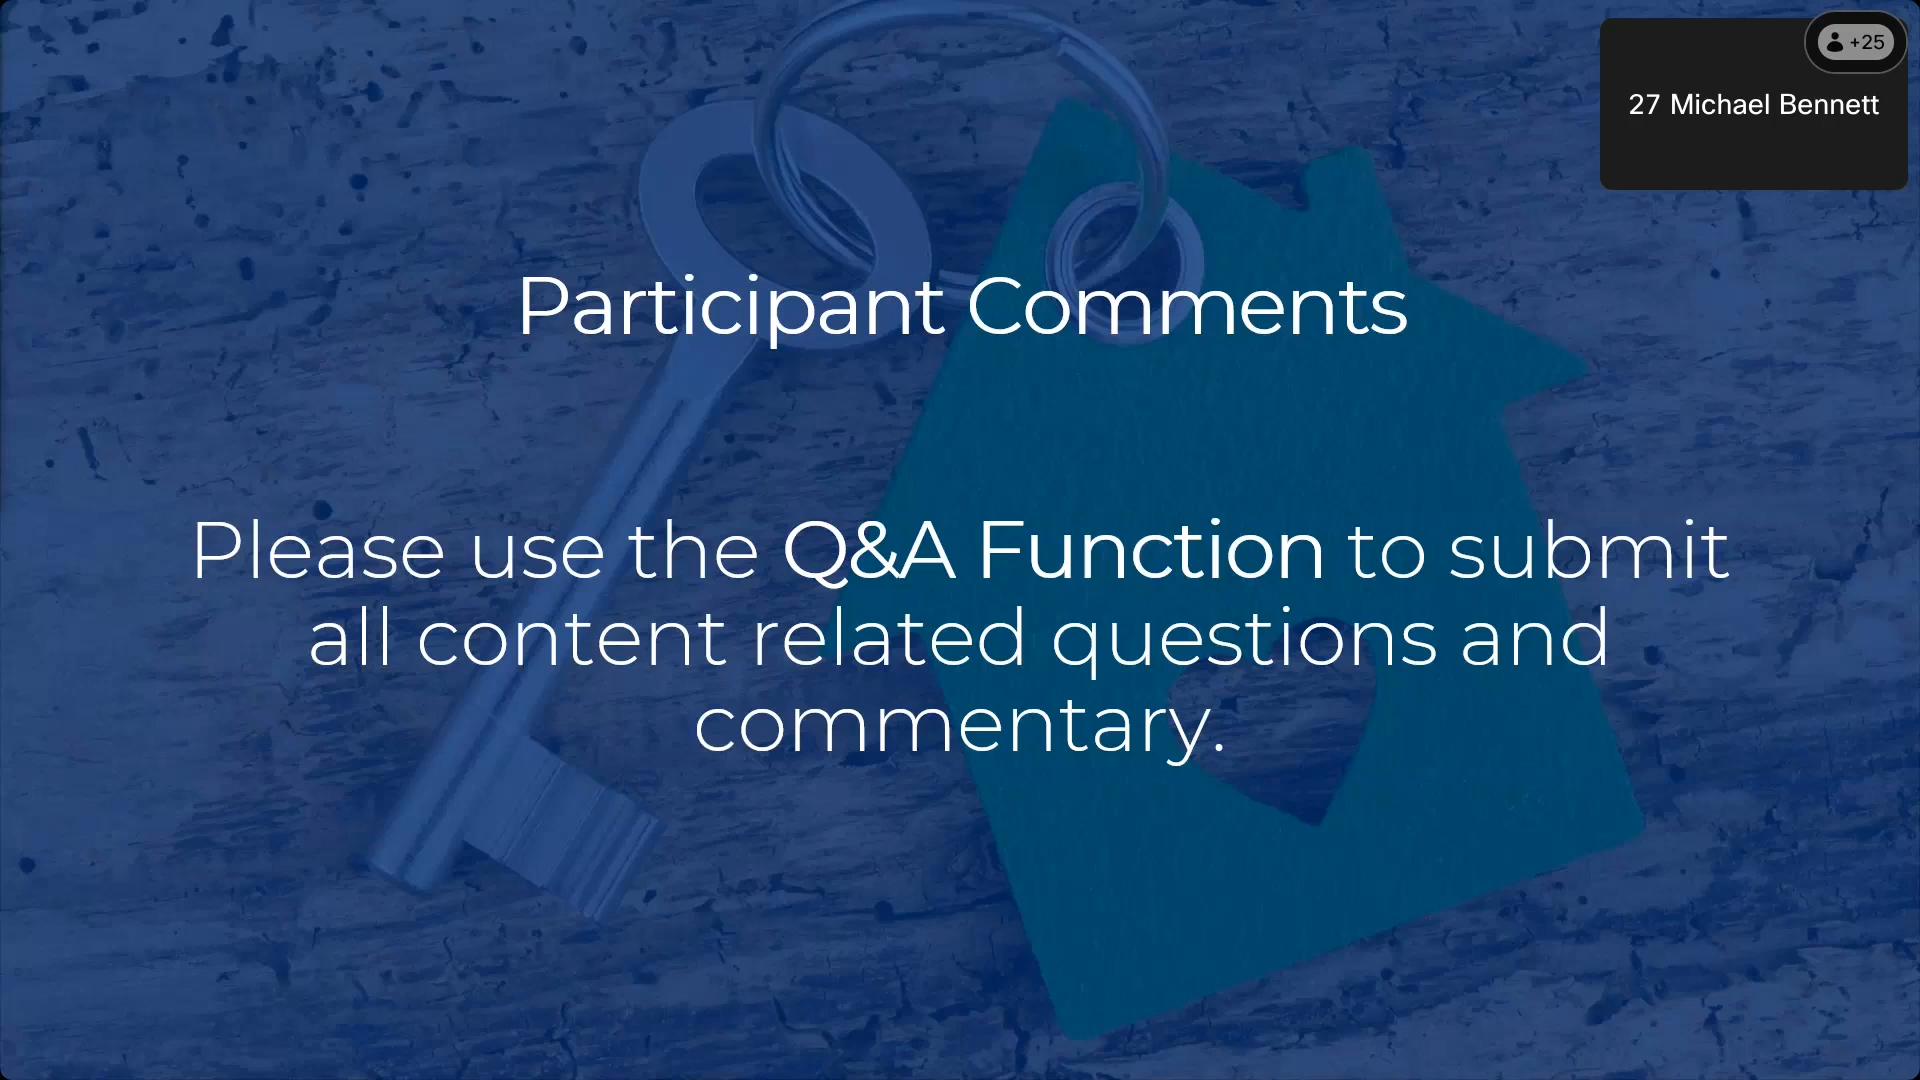 +25
27 Michael Bennett
Participant Comments
Please use the Q&A Function to submit
all content related questions and
commentary.